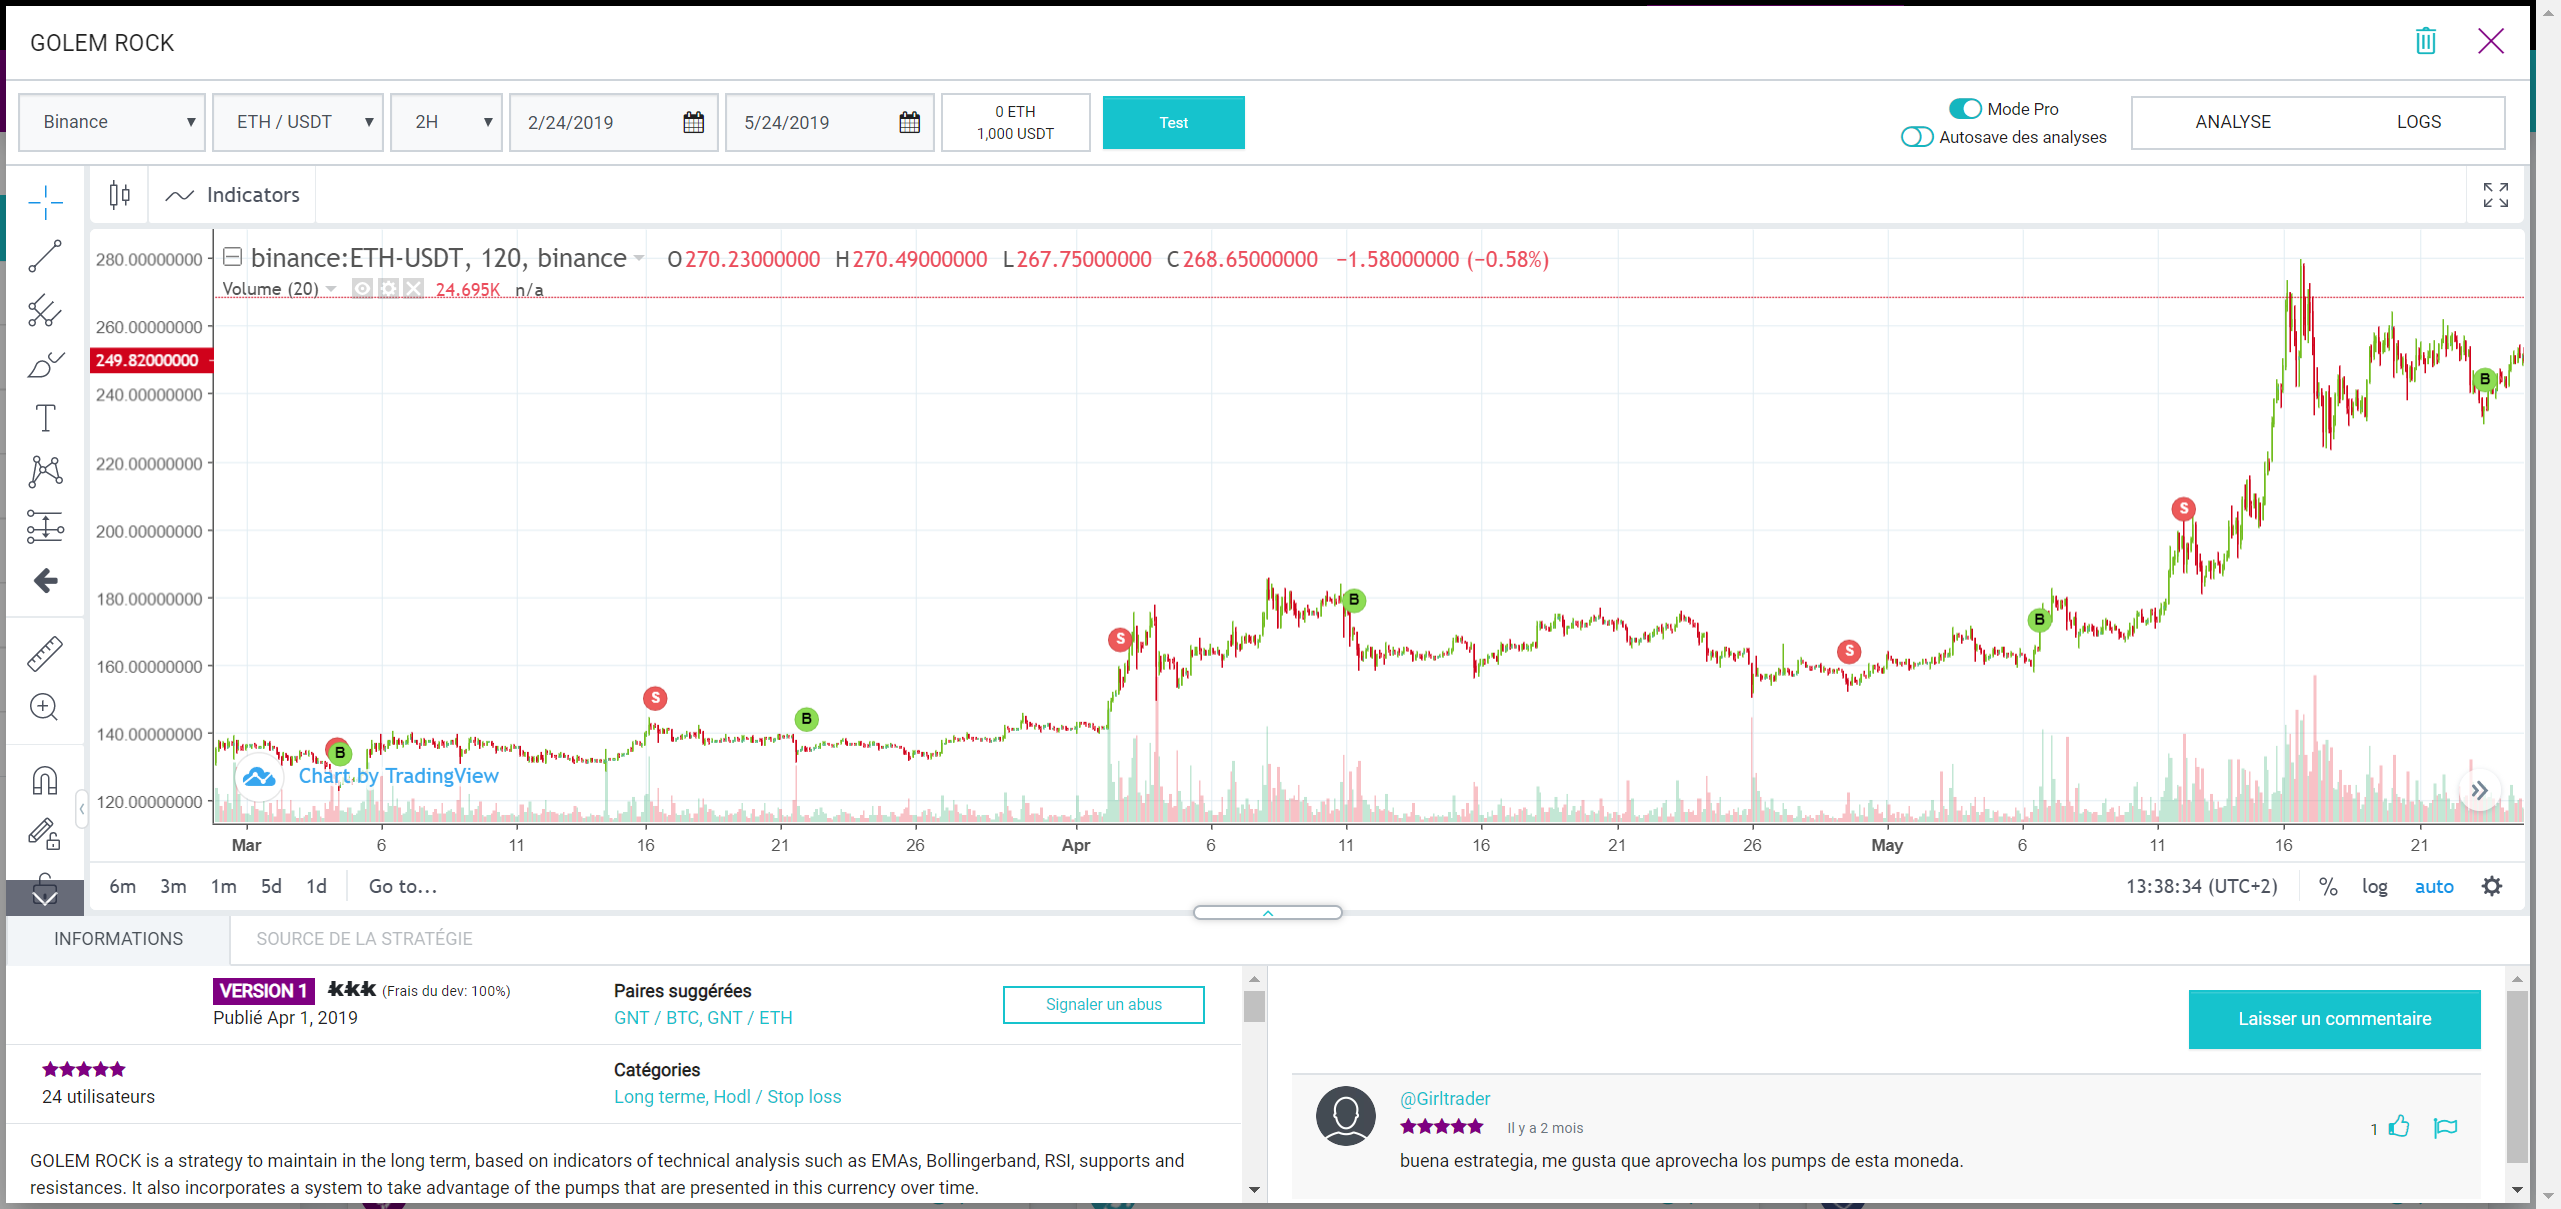 GOLEM ROCK
Binance ETH / USDT 2H 2/24/2019 5/24/2019 0 ETH
1,000 USDT
Test
Mode Pro
Autosave des analyses
ANALYSE LOGS
Indicators
binance:ETH-USDT, 120, binance O270.23000000 H270.49000000 L267.75000000 C268.65000000 −1.58000000 (−0.58%)
Volume (20) 24.695K n/a
280.00000000
260.00000000
249.82000000
240.00000000
220.00000000
200.00000000
180.00000000
160.00000000
140.00000000
120.00000000
B
S
S
B
B
S
B
S
B
Chart by TradingView
Mar 6 11 16 21 26 Apr 6 11 16 21 26 May 6 11 16 21
6m 3m 1m 5d 1d Go to... 13:38:34 (UTC+2) % log auto
INFORMATIONS SOURCE DE LA STRATÉGIE
VERSION 1 (Frais du dev: 100%)
Publié Apr 1, 2019
Paires suggérées
GNT / BTC, GNT / ETH
Signaler un abus
24 utilisateurs
Catégories
Long terme, Hodl / Stop loss
GOLEM ROCK is a strategy to maintain in the long term, based on indicators of technical analysis such as EMAs, Bollingerband, RSI, supports and
resistances. It also incorporates a system to take advantage of the pumps that are presented in this currency over time.
Laisser un commentaire
@Girltrader
Il y a 2 mois
1
buena estrategia, me gusta que aprovecha los pumps de esta moneda.